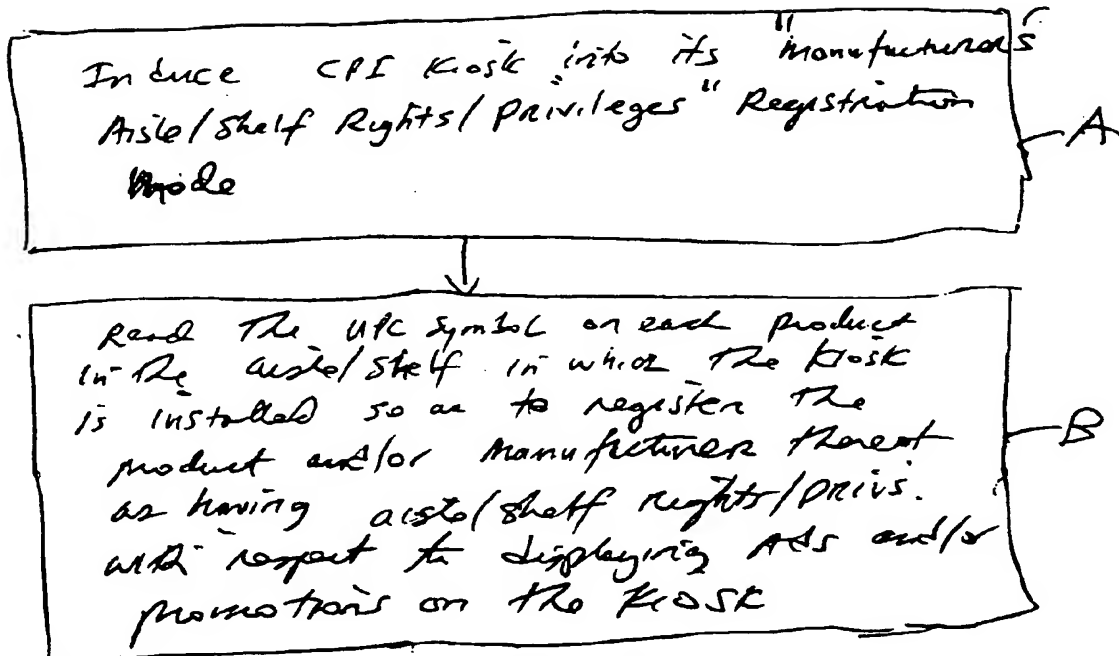 Induce CPI Kiosk into its "Manufacturers
Aisle/Shelf Rights/Privileges" Registration
Mode
A
Read the UPC symbol on each product
in the aisle/shelf in which the kiosk
is installed so as to register the
product and/or manufacturer thereof
as having aisle/shelf rights/privs.
with respect to displaying Ads and/or
promotions on the Kiosk
B